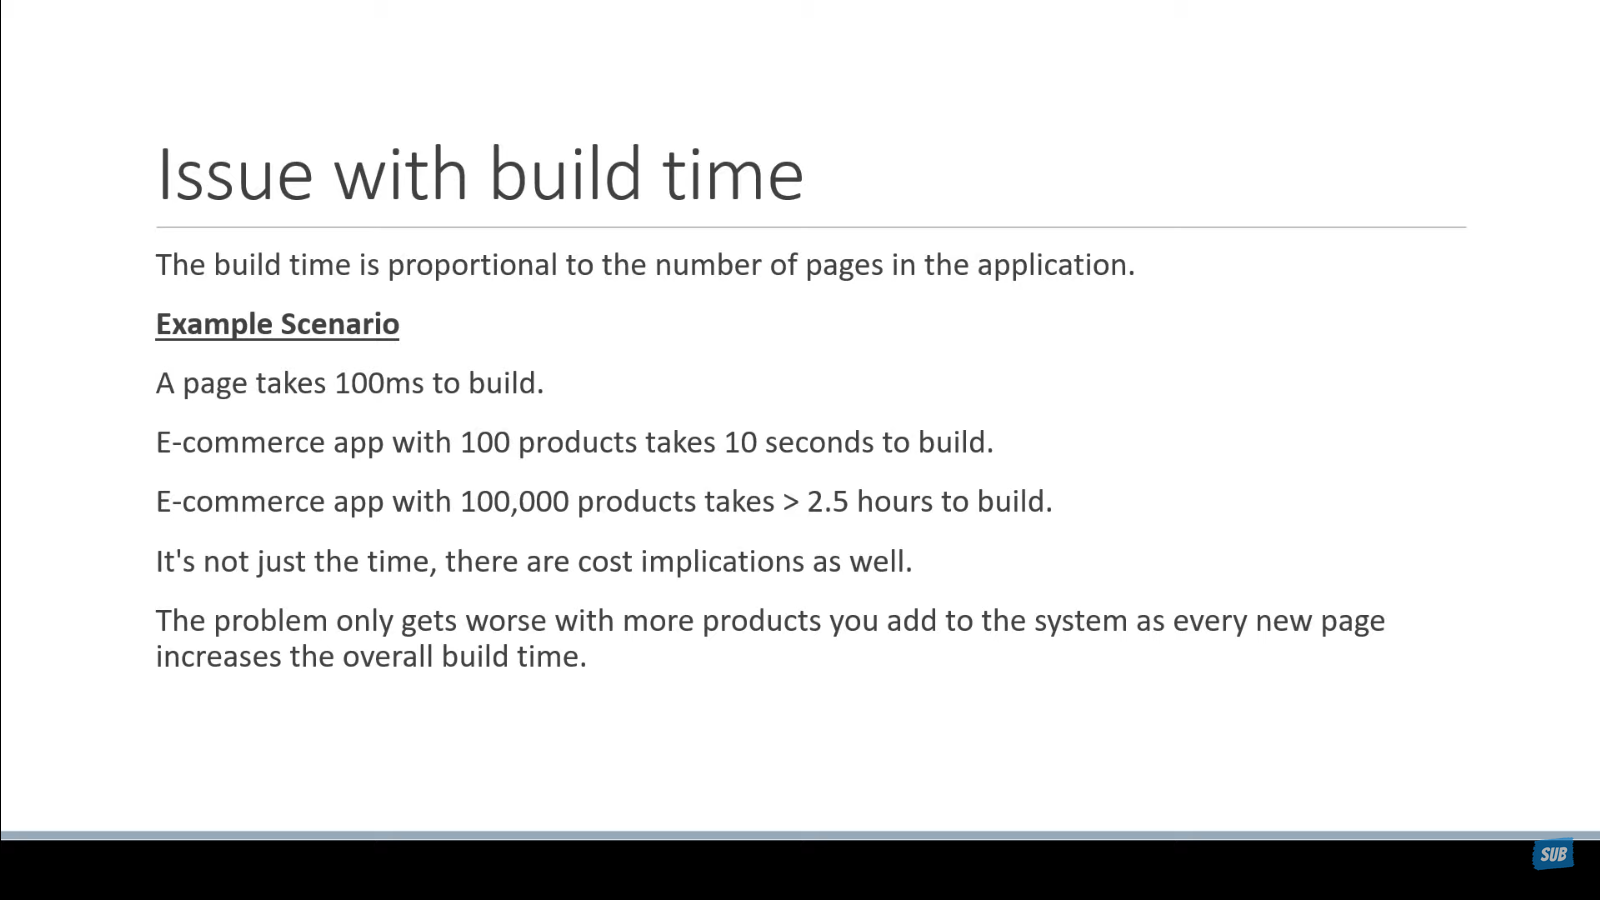 Issue with build time
The build time is proportional to the number of pages in the application.
Example Scenario
A page takes 100ms to build.
E-commerce app with 100 products takes 10 seconds to build.
E-commerce app with 100,000 products takes > 2.5 hours to build.
It's not just the time, there are cost implications as well.
The problem only gets worse with more products you add to the system as every new page
increases the overall build time.
SUB